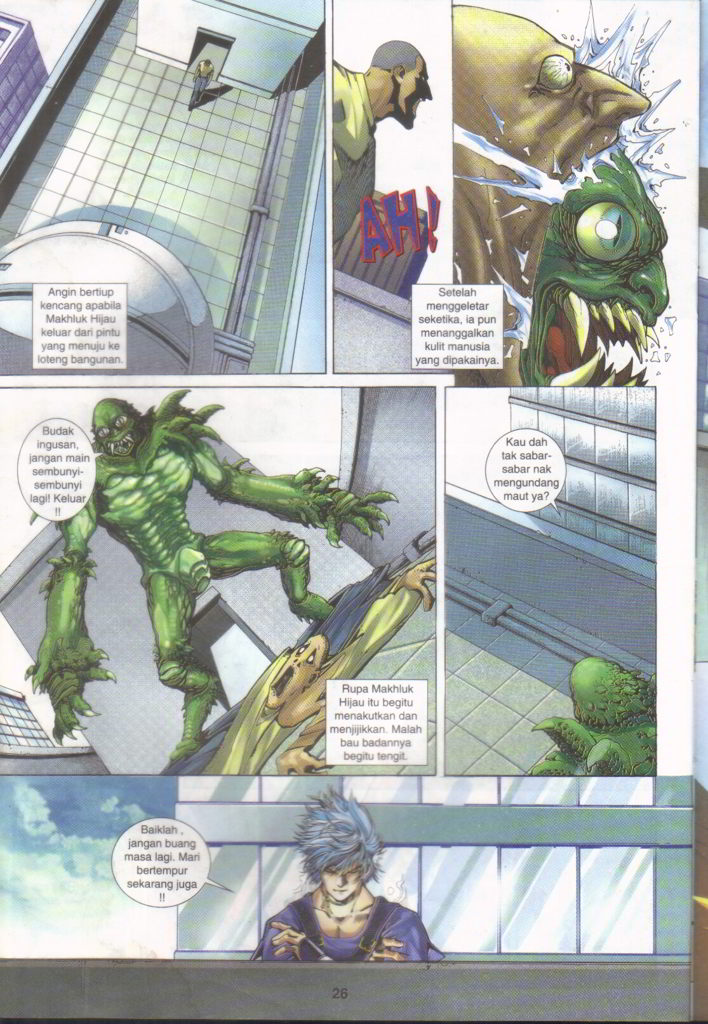 Angin bertiup
kencang apabila
Makhluk Hijau
keluar dari pintu
yang menuju ke
loteng bangunan.
AH!
Setelah
menggeletar
seketika, ia pun
menanggalkan
kulit manusia
yang dipakainya.
Budak
ingusan,
jangan main
sembunyi-
sembunyi
lagi! Keluar
!!
Rupa Makhluk
Hijau itu begitu
menakutkan dan
menjijikkan. Malah
bau badannya
begitu tengit.
Kau dah
tak sabar-
sabar nak
mengundang
maut ya?
Baiklah ,
jangan buang
masa lagi. Mari
bertempur
sekarang juga
!!
26